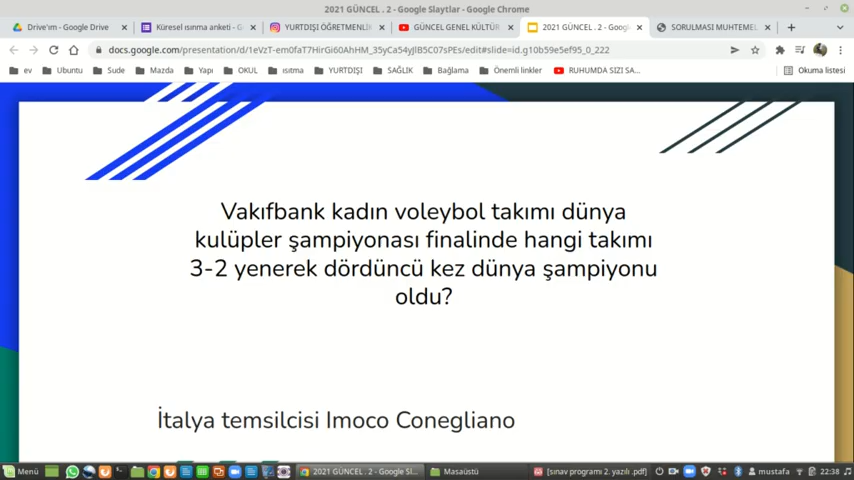 2021 GÜNCEL . 2 - Google Slaytlar - Google Chrome
Drive'ım - Google Drive
Küresel ısınma anketi - G
YURTDIŞI ÖĞRETMENLİ
GÜNCEL GENEL KÜLTÜR
2021 GÜNCEL . 2 - Google
SORULMASI MUHTEMEL
docs.google.com/presentation/d/1eVzT-em0faT7HirGi60AhHM_35yCa54yJlB5C07sPEs/edit#slide=id.g10b59e5ef95_0_222
ev Ubuntu Sude Mazda Yapı OKUL ısıtma YURTDIŞI SAĞLIK Bağlama Önemli linkler RUHUMDA SIZI SA... Okuma listesi
Vakıfbank kadın voleybol takımı dünya
kulüpler şampiyonası finalinde hangi takımı
3-2 yenerek dördüncü kez dünya şampiyonu
oldu?
İtalya temsilcisi Imoco Conegliano
Menü 2021 GÜNCEL . 2 - Google Sl... Masaüstü [sınav programı 2. yazılı .pdf] mustafa 22:38